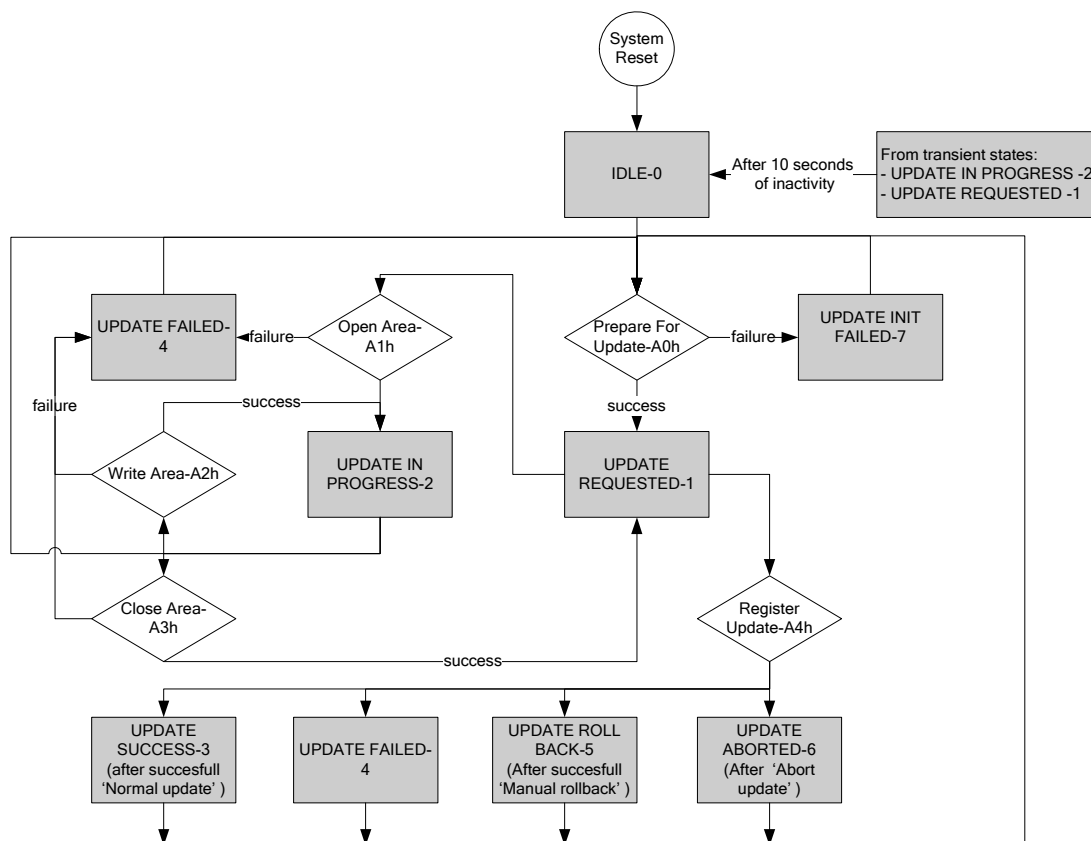 System
Reset
IDLE-0
After 10 seconds
of inactivity
From transient states:
- UPDATE IN PROGRESS -2
- UPDATE REQUESTED -1
UPDATE FAILED-
4
failure
Open Area-
A1h
Prepare For
Update-A0h
failure
UPDATE INIT
FAILED-7
failure
success
success
Write Area-A2h
UPDATE IN
PROGRESS-2
UPDATE
REQUESTED-1
Close Area-
A3h
success
Register
Update-A4h
UPDATE
SUCCESS-3
(after succesfull
‘Normal update’ )
UPDATE FAILED-
4
UPDATE ROLL
BACK-5
(After succesfull
‘Manual rollback’ )
UPDATE
ABORTED-6
(After ‘Abort
update’ )